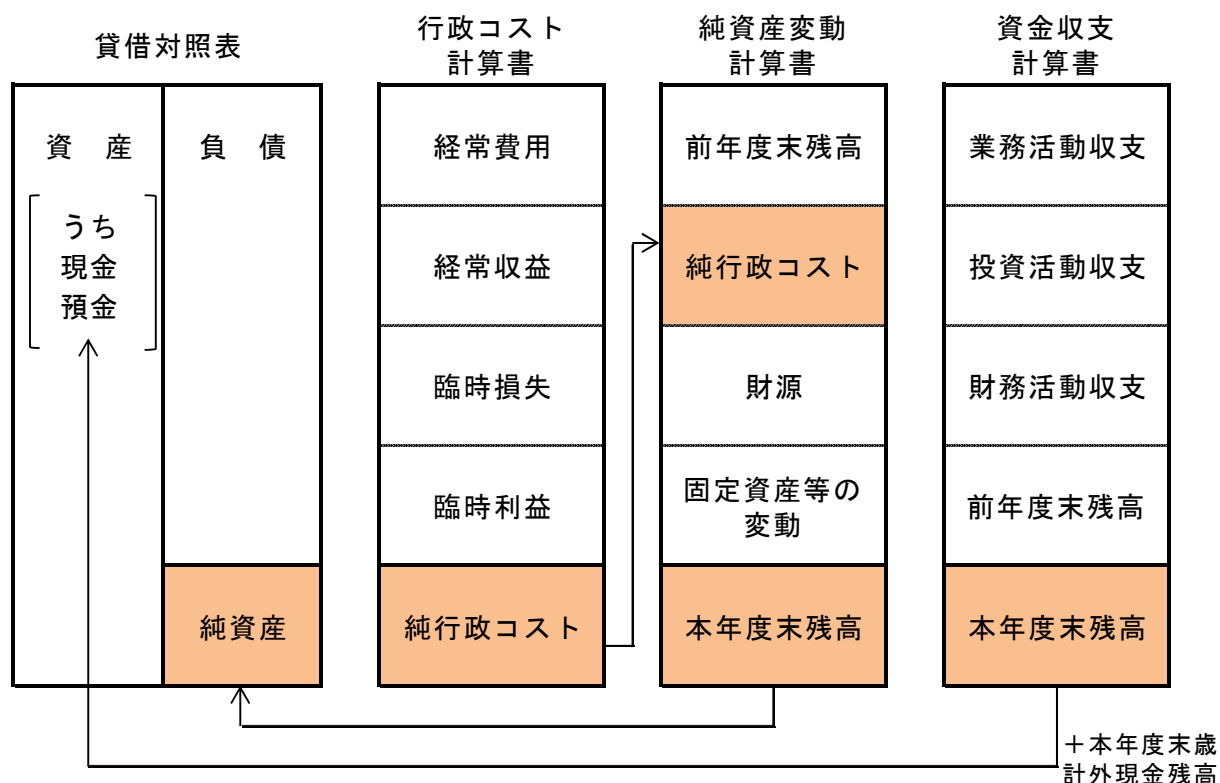 貸借対照表
資　産
うち
現金
預金
負　債
純資産
行政コスト
計算書
経常費用
経常収益
臨時損失
臨時利益
純行政コスト
純資産変動
計算書
前年度末残高
純行政コスト
財源
固定資産等の
変動
本年度末残高
資金収支
計算書
業務活動収支
投資活動収支
財務活動収支
前年度末残高
本年度末残高
＋本年度末歳
計外現金残高